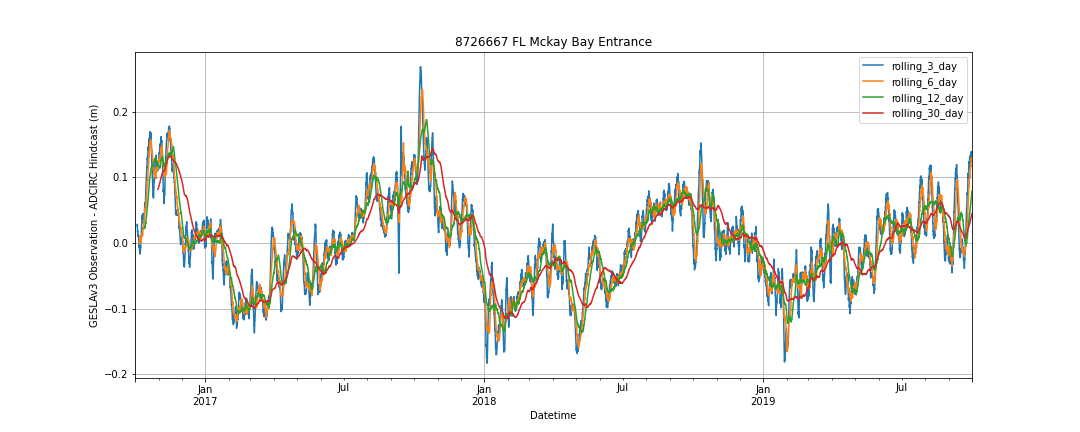 8726667 FL Mckay Bay Entrance
GESLAv3 Observation - ADCIRC Hindcast (m)
0.2
0.1
0.0
−0.1
−0.2
rolling_3_day
rolling_6_day
rolling_12_day
rolling_30_day
Jan
2017
Jul
Jan
2018
Jul
Jan
2019
Jul
Datetime